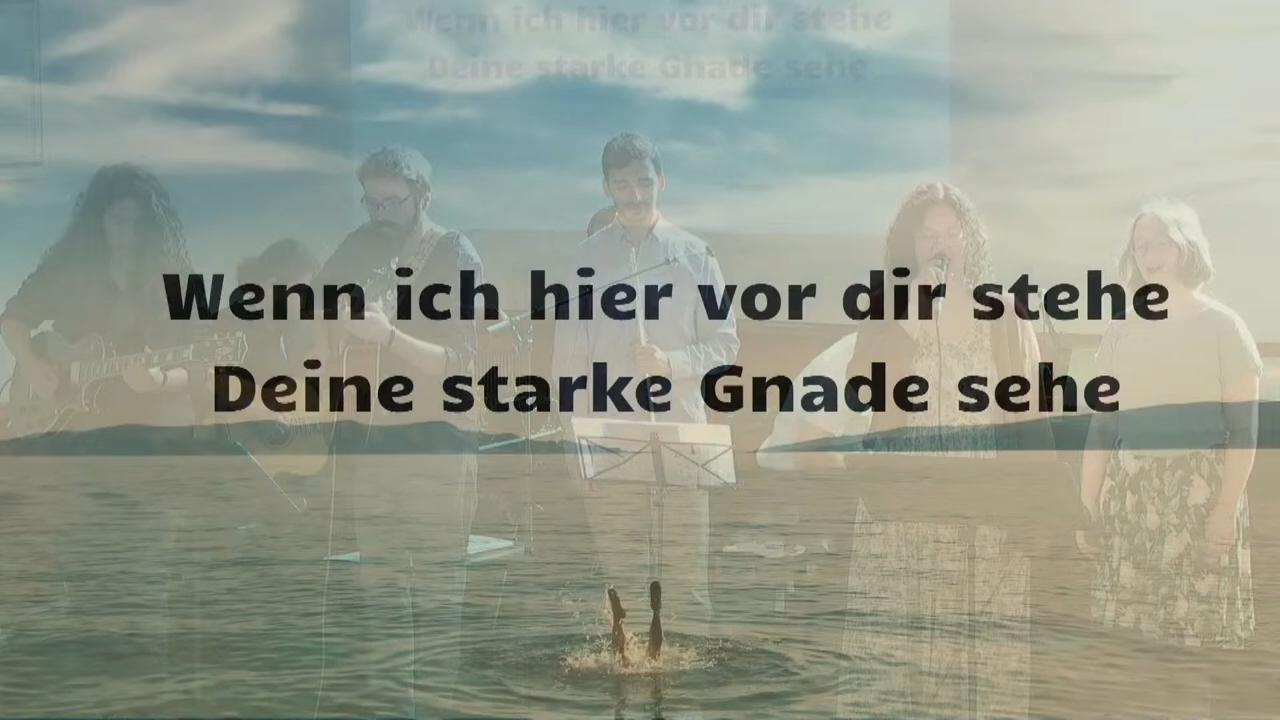 Wenn ich hier vor dir stehe
Deine starke Gnade sehe
Wenn ich hier vor dir stehe
Deine starke Gnade sehe